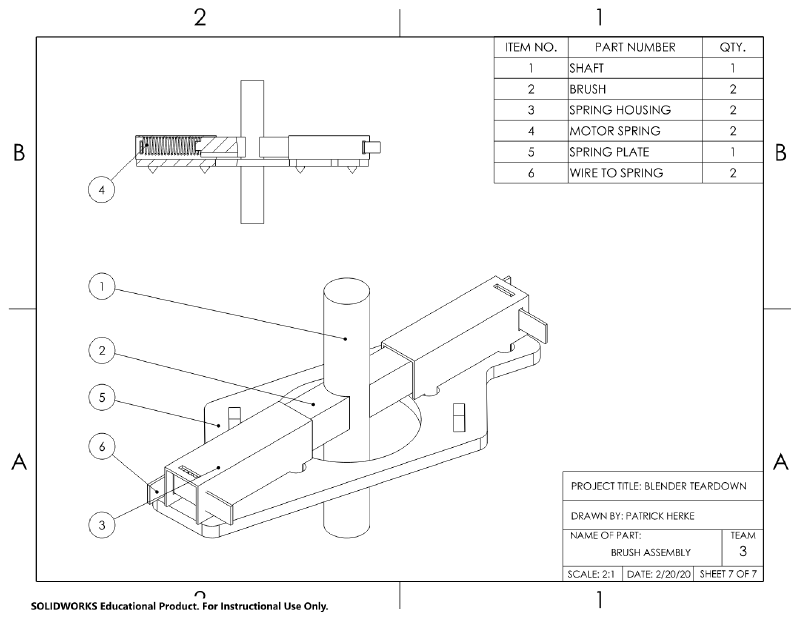 2 1
ITEM NO. PART NUMBER QTY.
1 SHAFT 1
2 BRUSH 2
3 SPRING HOUSING 2
4 MOTOR SPRING 2
5 SPRING PLATE 1
6 WIRE TO SPRING 2
B B
4
1
2
5
6
3
A A
PROJECT TITLE: BLENDER TEARDOWN
DRAWN BY: PATRICK HERKE
NAME OF PART: TEAM
BRUSH ASSEMBLY 3
SCALE: 2:1 DATE: 2/20/20 SHEET 7 OF 7
2 1
SOLIDWORKS Educational Product. For Instructional Use Only.